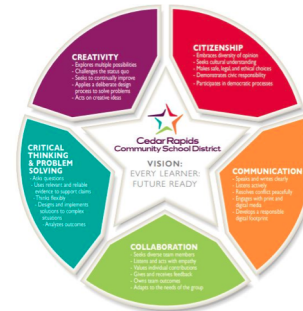 CREATIVITY
- Explores multiple possibilities
- Challenges the status quo
- Seeks to continually improve
- Applies a deliberate design
process to solve problems
- Acts on creative ideas
CITIZENSHIP
- Embraces diversity of opinion
- Seeks cultural understanding
- Makes safe, legal, and ethical choices
- Demonstrates civic responsibility
- Participates in democratic processes
Cedar Rapids
Community School District
VISION:
EVERY LEARNER:
FUTURE READY
CRITICAL
THINKING
& PROBLEM
SOLVING
- Asks questions
- Uses relevant and reliable
evidence to support claims
- Thinks flexibly
- Designs and implements
solutions to complex
situations
- Analyzes outcomes
COMMUNICATION
- Speaks and writes clearly
- Listens actively
- Resolves conflict peacefully
- Engages with print and
digital media
- Develops a responsible
digital footprint
COLLABORATION
- Seeks diverse team members
- Listens and acts with empathy
- Values individual contributions
- Gives and receives feedback
- Owns team outcomes
- Adapts to the needs of the group